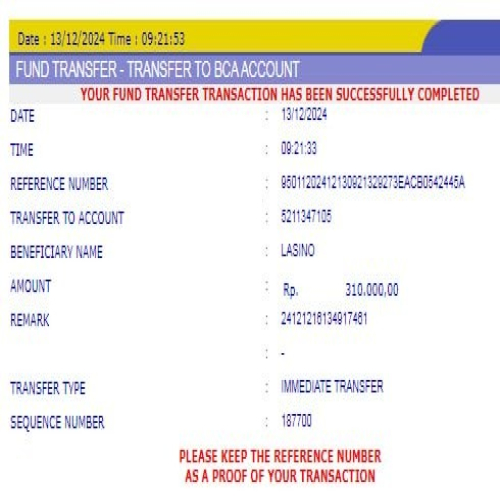 Date : 13/12/2024 Time : 09:21:53
FUND TRANSFER - TRANSFER TO BCA ACCOUNT
YOUR FUND TRANSFER TRANSACTION HAS BEEN SUCCESSFULLY COMPLETED
DATE : 13/12/2024
TIME : 09:21:33
REFERENCE NUMBER : 95011202412130921329273EACB0542445A
TRANSFER TO ACCOUNT : 5211347105
BENEFICIARY NAME : LASINO
AMOUNT : Rp. 310.000,00
REMARK : 24121216134917461
: -
TRANSFER TYPE : IMMEDIATE TRANSFER
SEQUENCE NUMBER : 187700
PLEASE KEEP THE REFERENCE NUMBER
AS A PROOF OF YOUR TRANSACTION